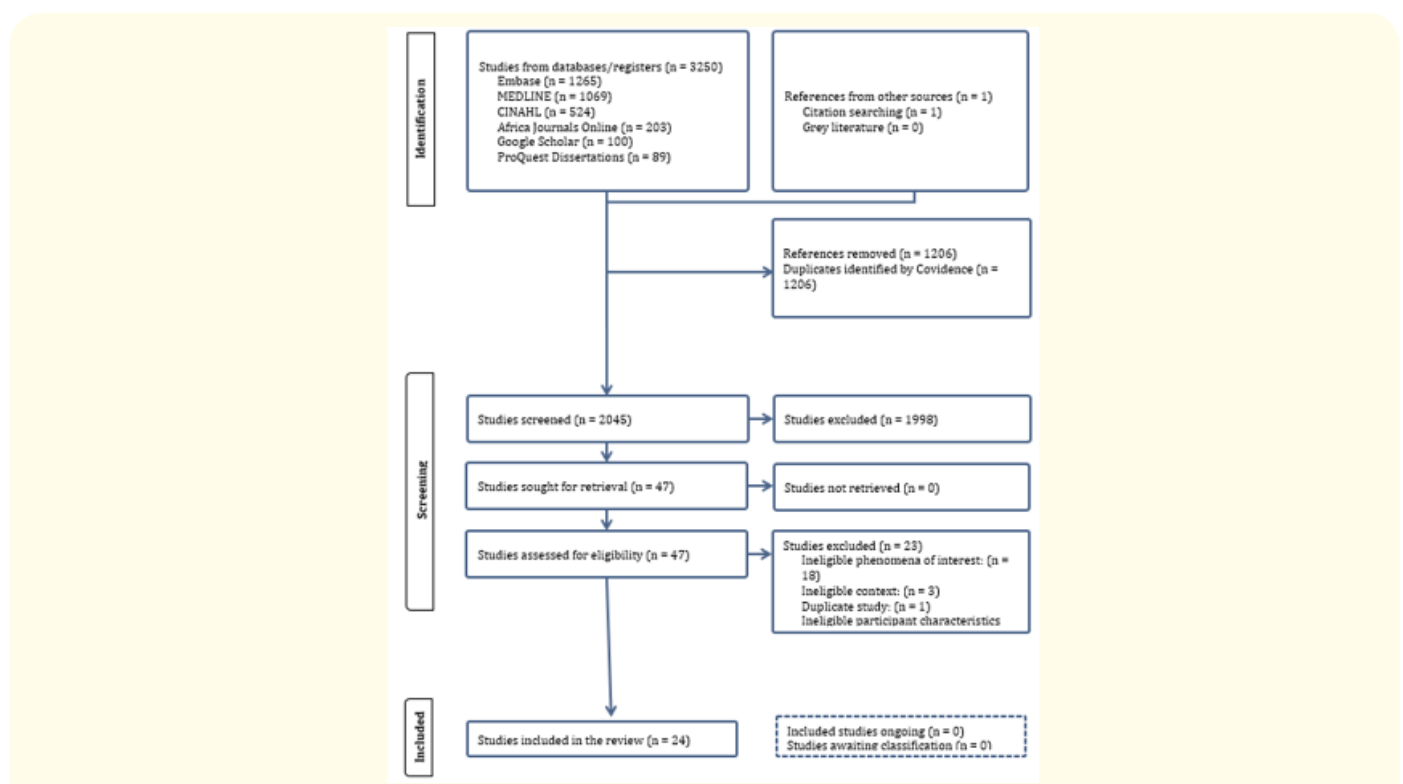 Identification
Studies from databases/registers (n = 3250)
Embase (n = 1265)
MEDLINE (n = 1069)
CINAHL (n = 524)
Africa Journals Online (n = 203)
Google Scholar (n = 100)
ProQuest Dissertations (n = 89)
References from other sources (n = 1)
Citation searching (n = 1)
Grey literature (n = 0)
References removed (n = 1206)
Duplicates identified by Covidence (n =
1206)
Screening
Studies screened (n = 2045)
Studies excluded (n = 1998)
Studies sought for retrieval (n = 47)
Studies not retrieved (n = 0)
Studies assessed for eligibility (n = 47)
Studies excluded (n = 23)
Ineligible phenomena of interest: (n =
18)
Ineligible context: (n = 3)
Duplicate study: (n = 1)
Ineligible participant characteristics
Included
Studies included in the review (n = 24)
Included studies ongoing (n = 0)
Studies awaiting classification (n = 0)